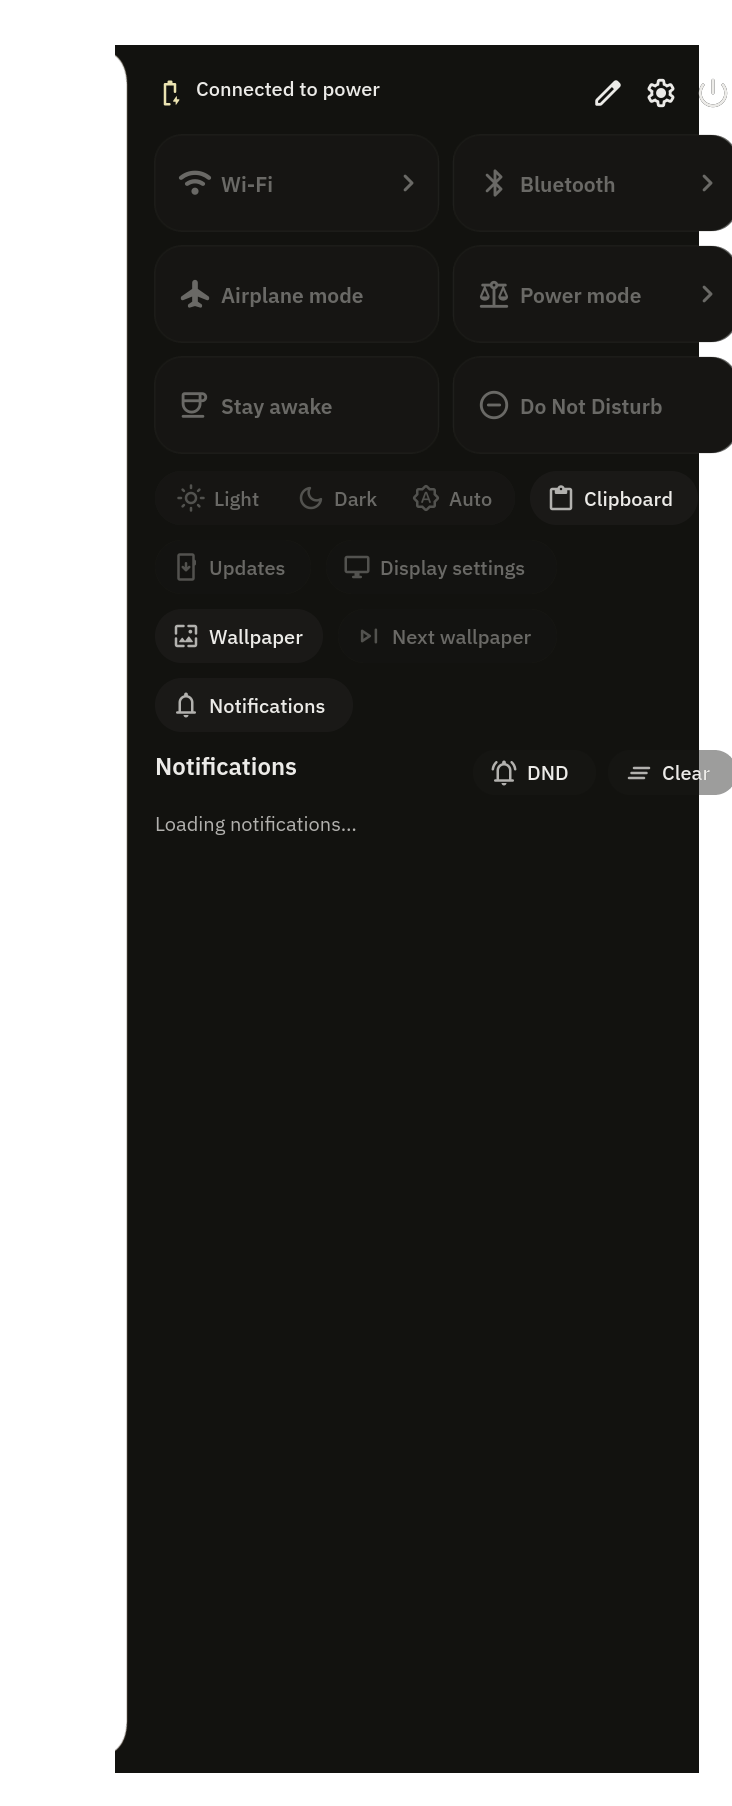 Connected to power
Wi-Fi
Bluetooth
Airplane mode
Power mode
Stay awake
Do Not Disturb
Light Dark Auto Clipboard
Updates Display settings
Wallpaper Next wallpaper
Notifications
Notifications DND Clear
Loading notifications...